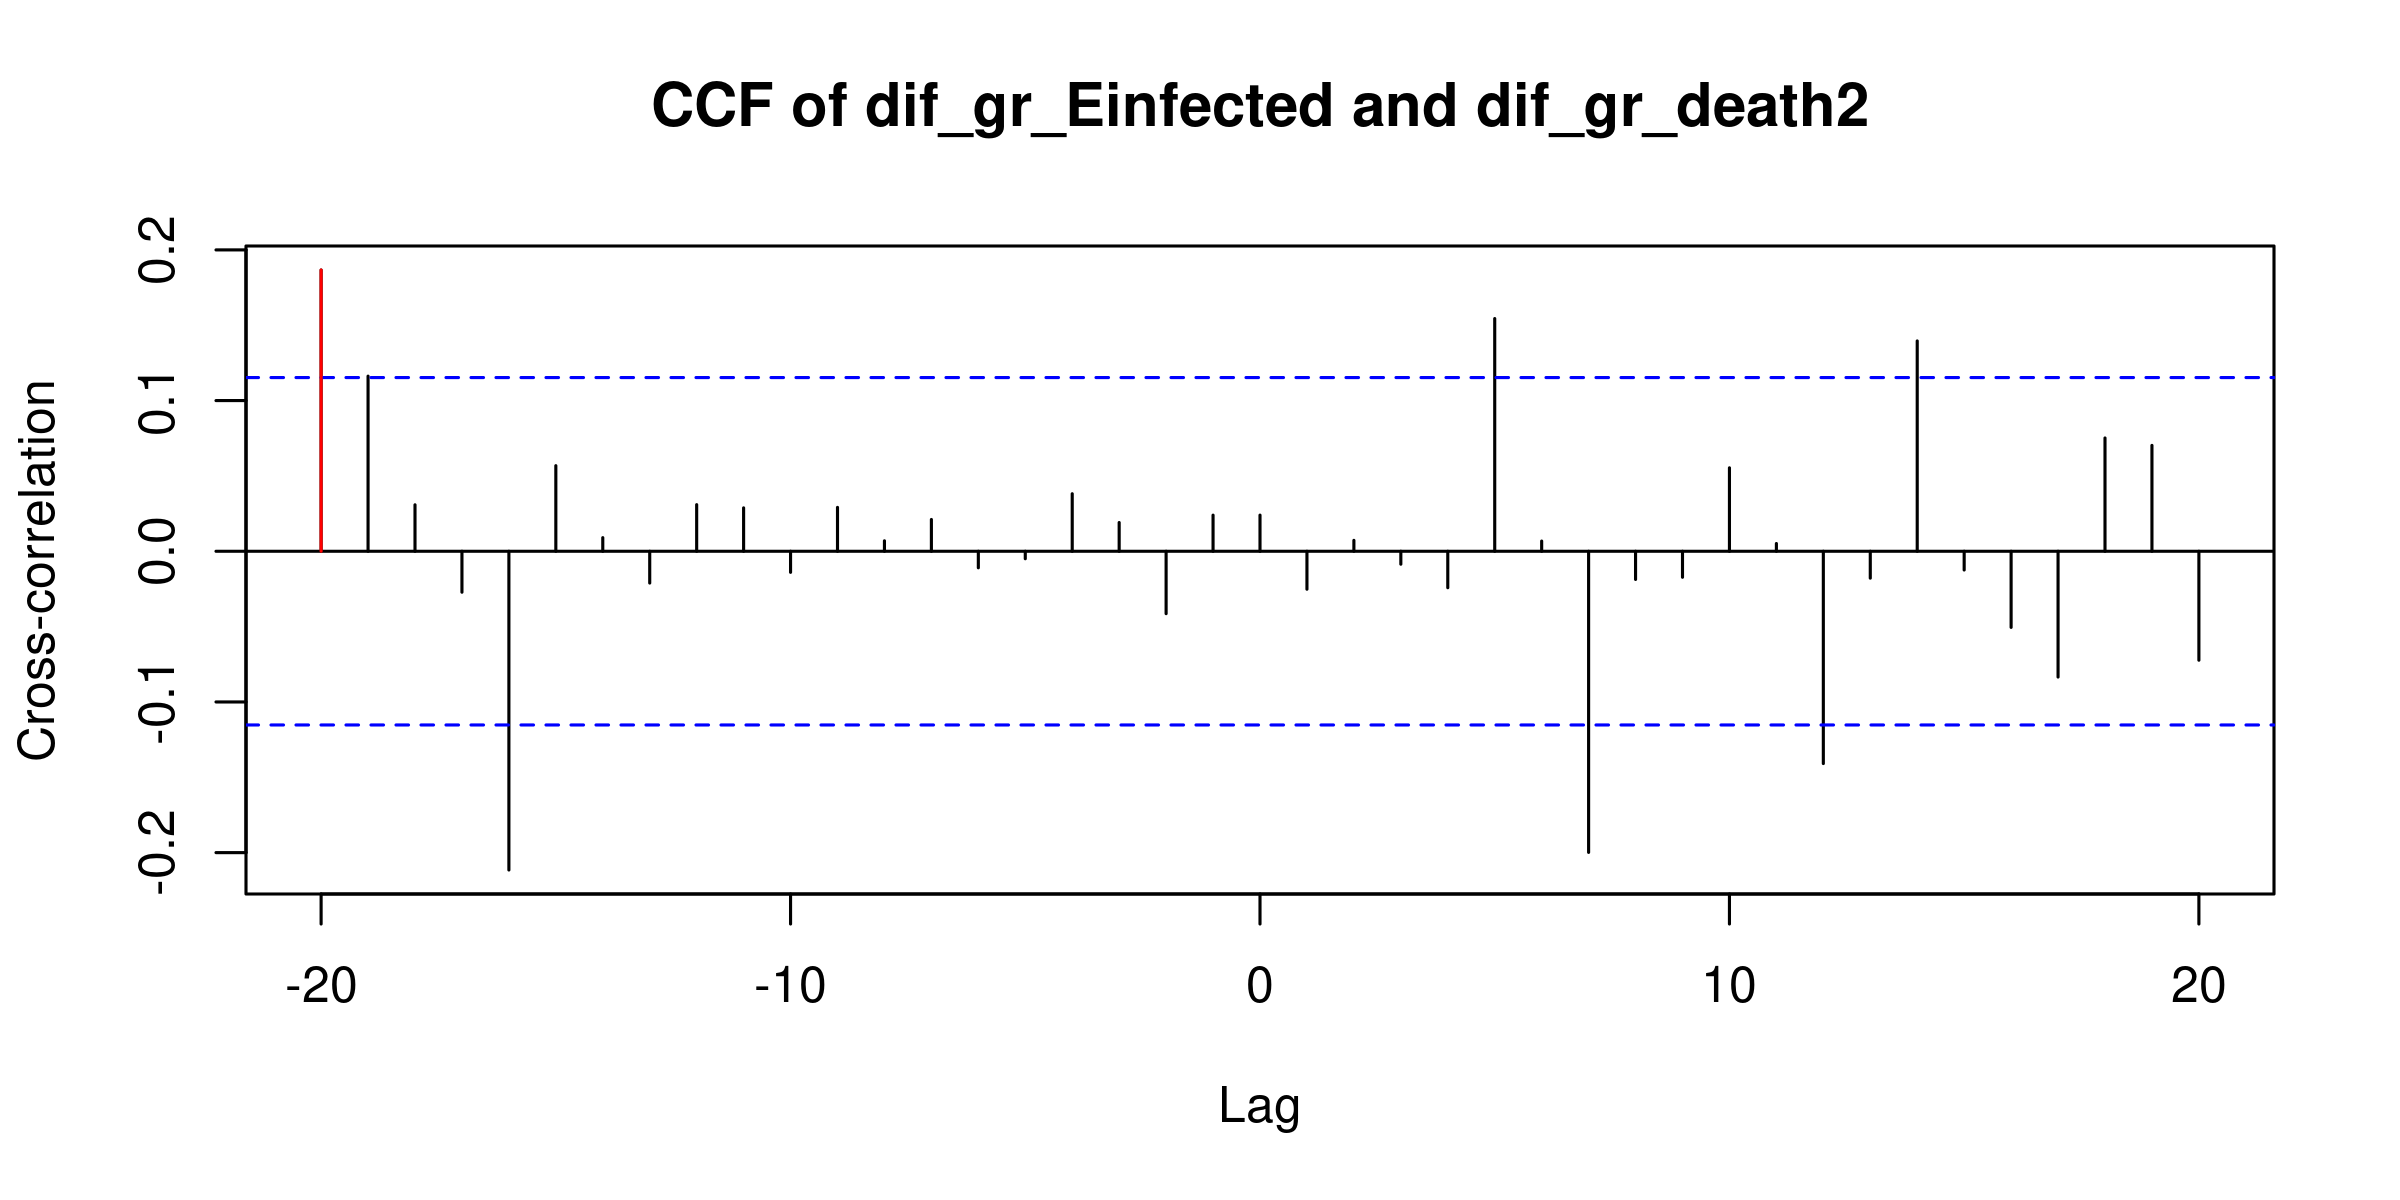 CCF of dif_gr_Einfected and dif_gr_death2
Cross-correlation
0.2
0.1
0.0
-0.1
-0.2
-20 -10 0 10 20
Lag